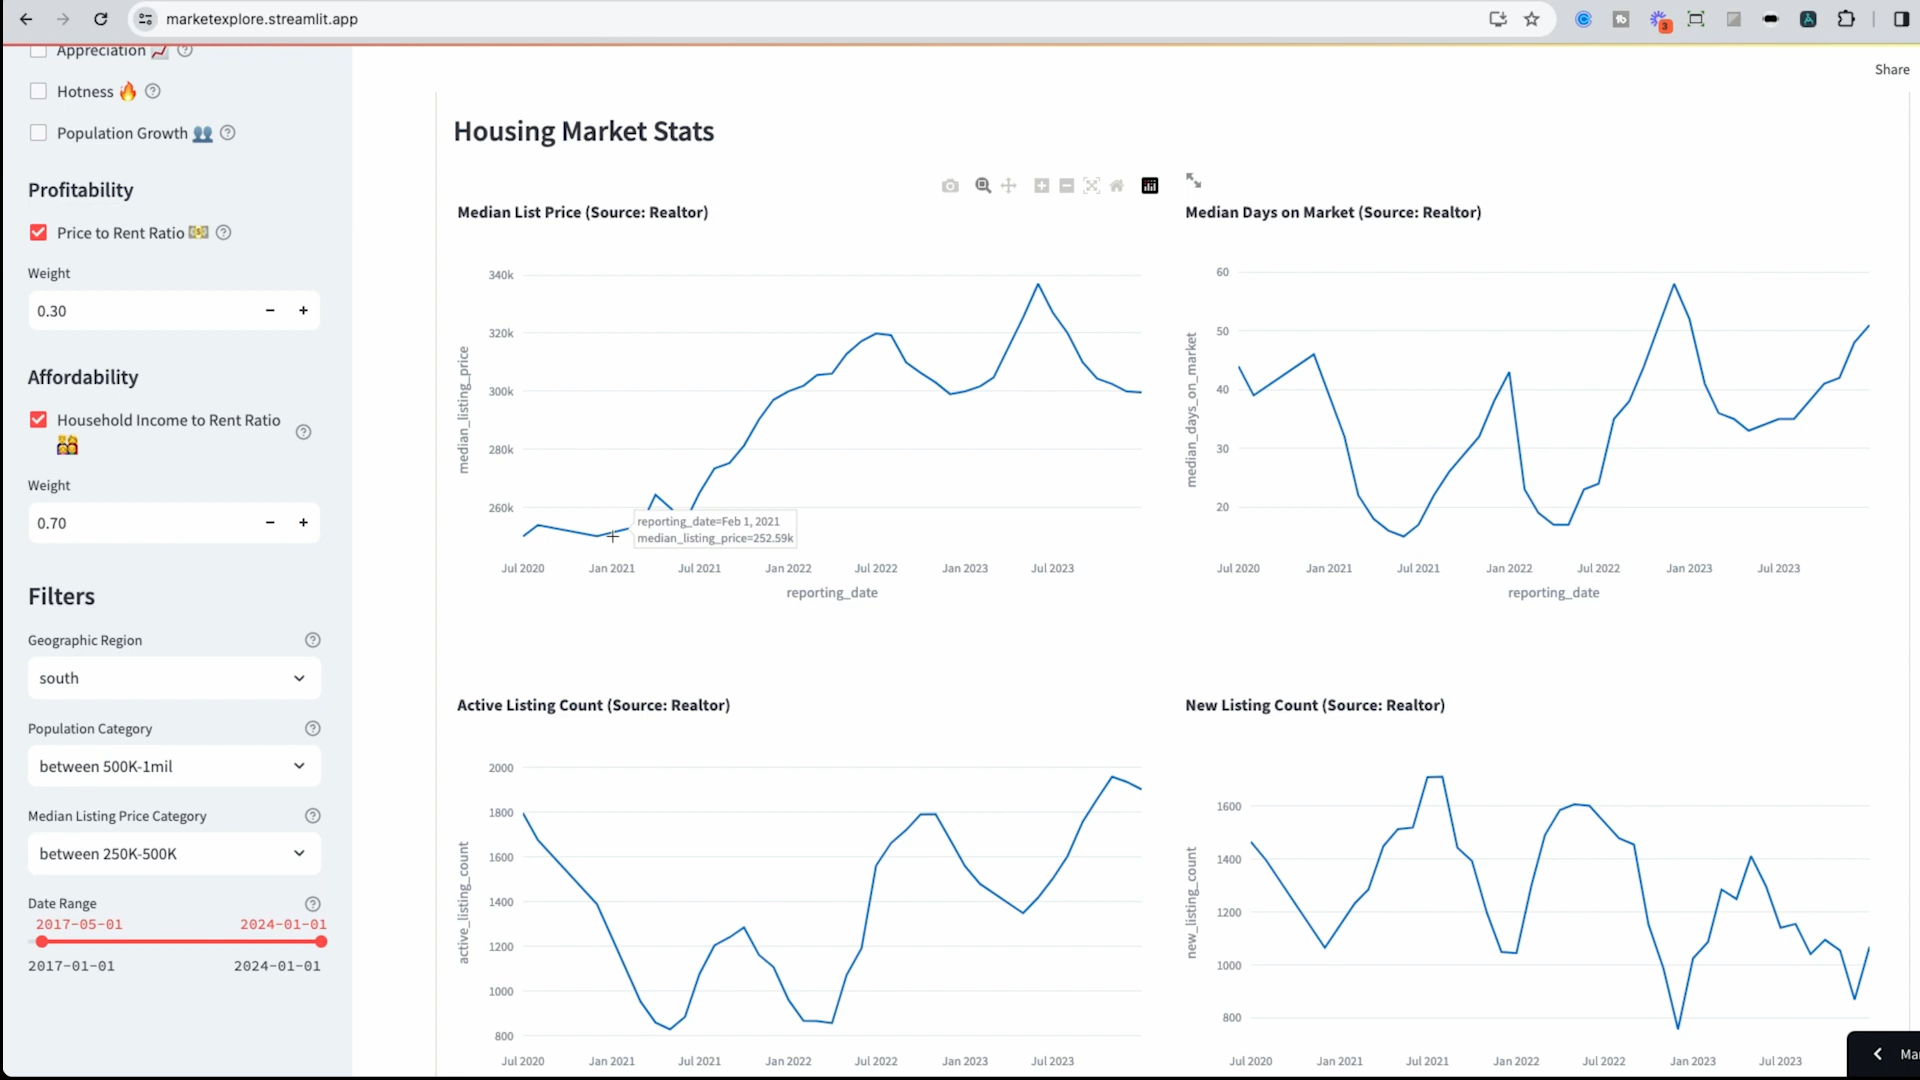 marketexplore.streamlit.app
3
Share
Appreciation
Hotness 🔥
Population Growth 👥
Profitability
Price to Rent Ratio 💵
Weight
0.30
Affordability
Household Income to Rent Ratio
Weight
0.70
Filters
Geographic Region
south
Population Category
between 500K-1mil
Median Listing Price Category
between 250K-500K
Date Range
2017-05-01 2024-01-01
2017-01-01 2024-01-01
Housing Market Stats
Median List Price (Source: Realtor)
median_listing_price
340k
320k
300k
280k
260k
reporting_date=Feb 1, 2021
median_listing_price=252.59k
Jul 2020 Jan 2021 Jul 2021 Jan 2022 Jul 2022 Jan 2023 Jul 2023
reporting_date
Median Days on Market (Source: Realtor)
median_days_on_market
60
50
40
30
20
Jul 2020 Jan 2021 Jul 2021 Jan 2022 Jul 2022 Jan 2023 Jul 2023
reporting_date
Active Listing Count (Source: Realtor)
active_listing_count
2000
1800
1600
1400
1200
1000
800
Jul 2020 Jan 2021 Jul 2021 Jan 2022 Jul 2022 Jan 2023 Jul 2023
New Listing Count (Source: Realtor)
new_listing_count
1600
1400
1200
1000
800
Jul 2020 Jan 2021 Jul 2021 Jan 2022 Jul 2022 Jan 2023 Jul 2023